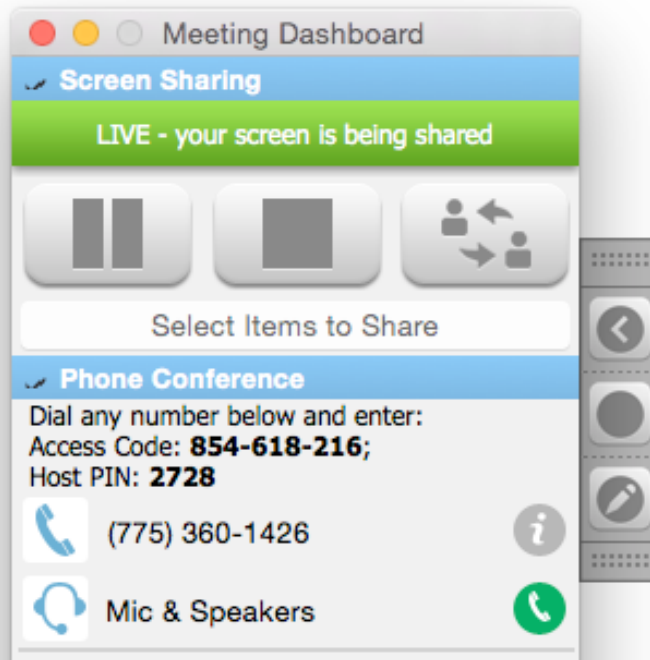 Meeting Dashboard
Screen Sharing
LIVE - your screen is being shared
Select Items to Share
Phone Conference
Dial any number below and enter:
Access Code: 854-618-216;
Host PIN: 2728
(775) 360-1426
i
Mic & Speakers